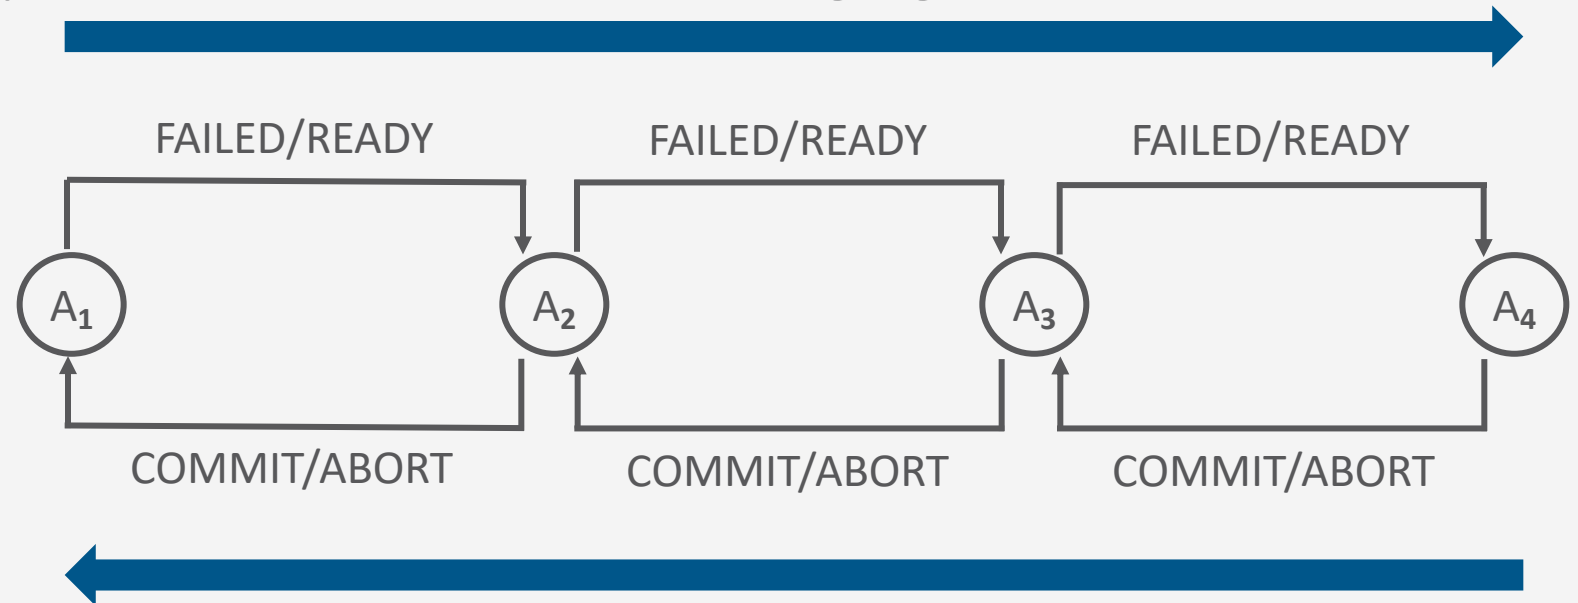 FAILED/READY
FAILED/READY
FAILED/READY
A1
A2
A3
A4
COMMIT/ABORT
COMMIT/ABORT
COMMIT/ABORT